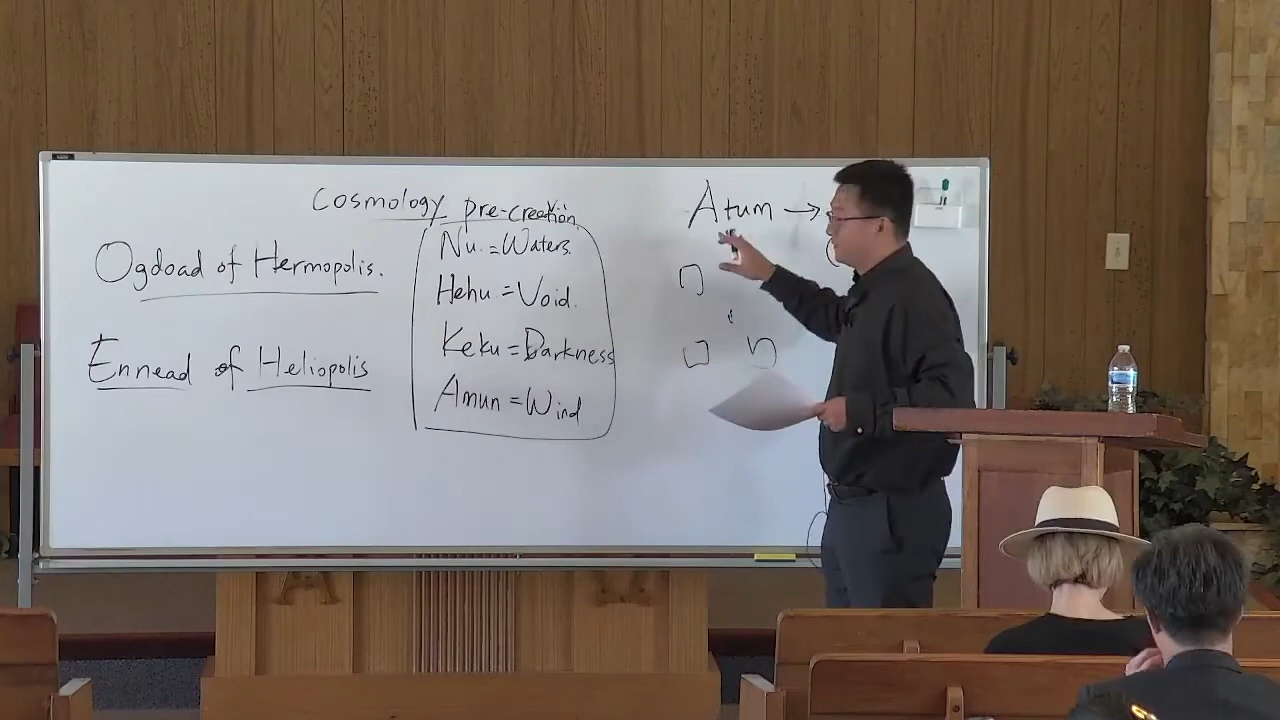 Cosmology pre-creation
Ogdoad of Hermopolis.
Ennead of Heliopolis
Nu. = Waters.
Hehu = Void.
Keku = Darkness
Amun = Wind
Atum →